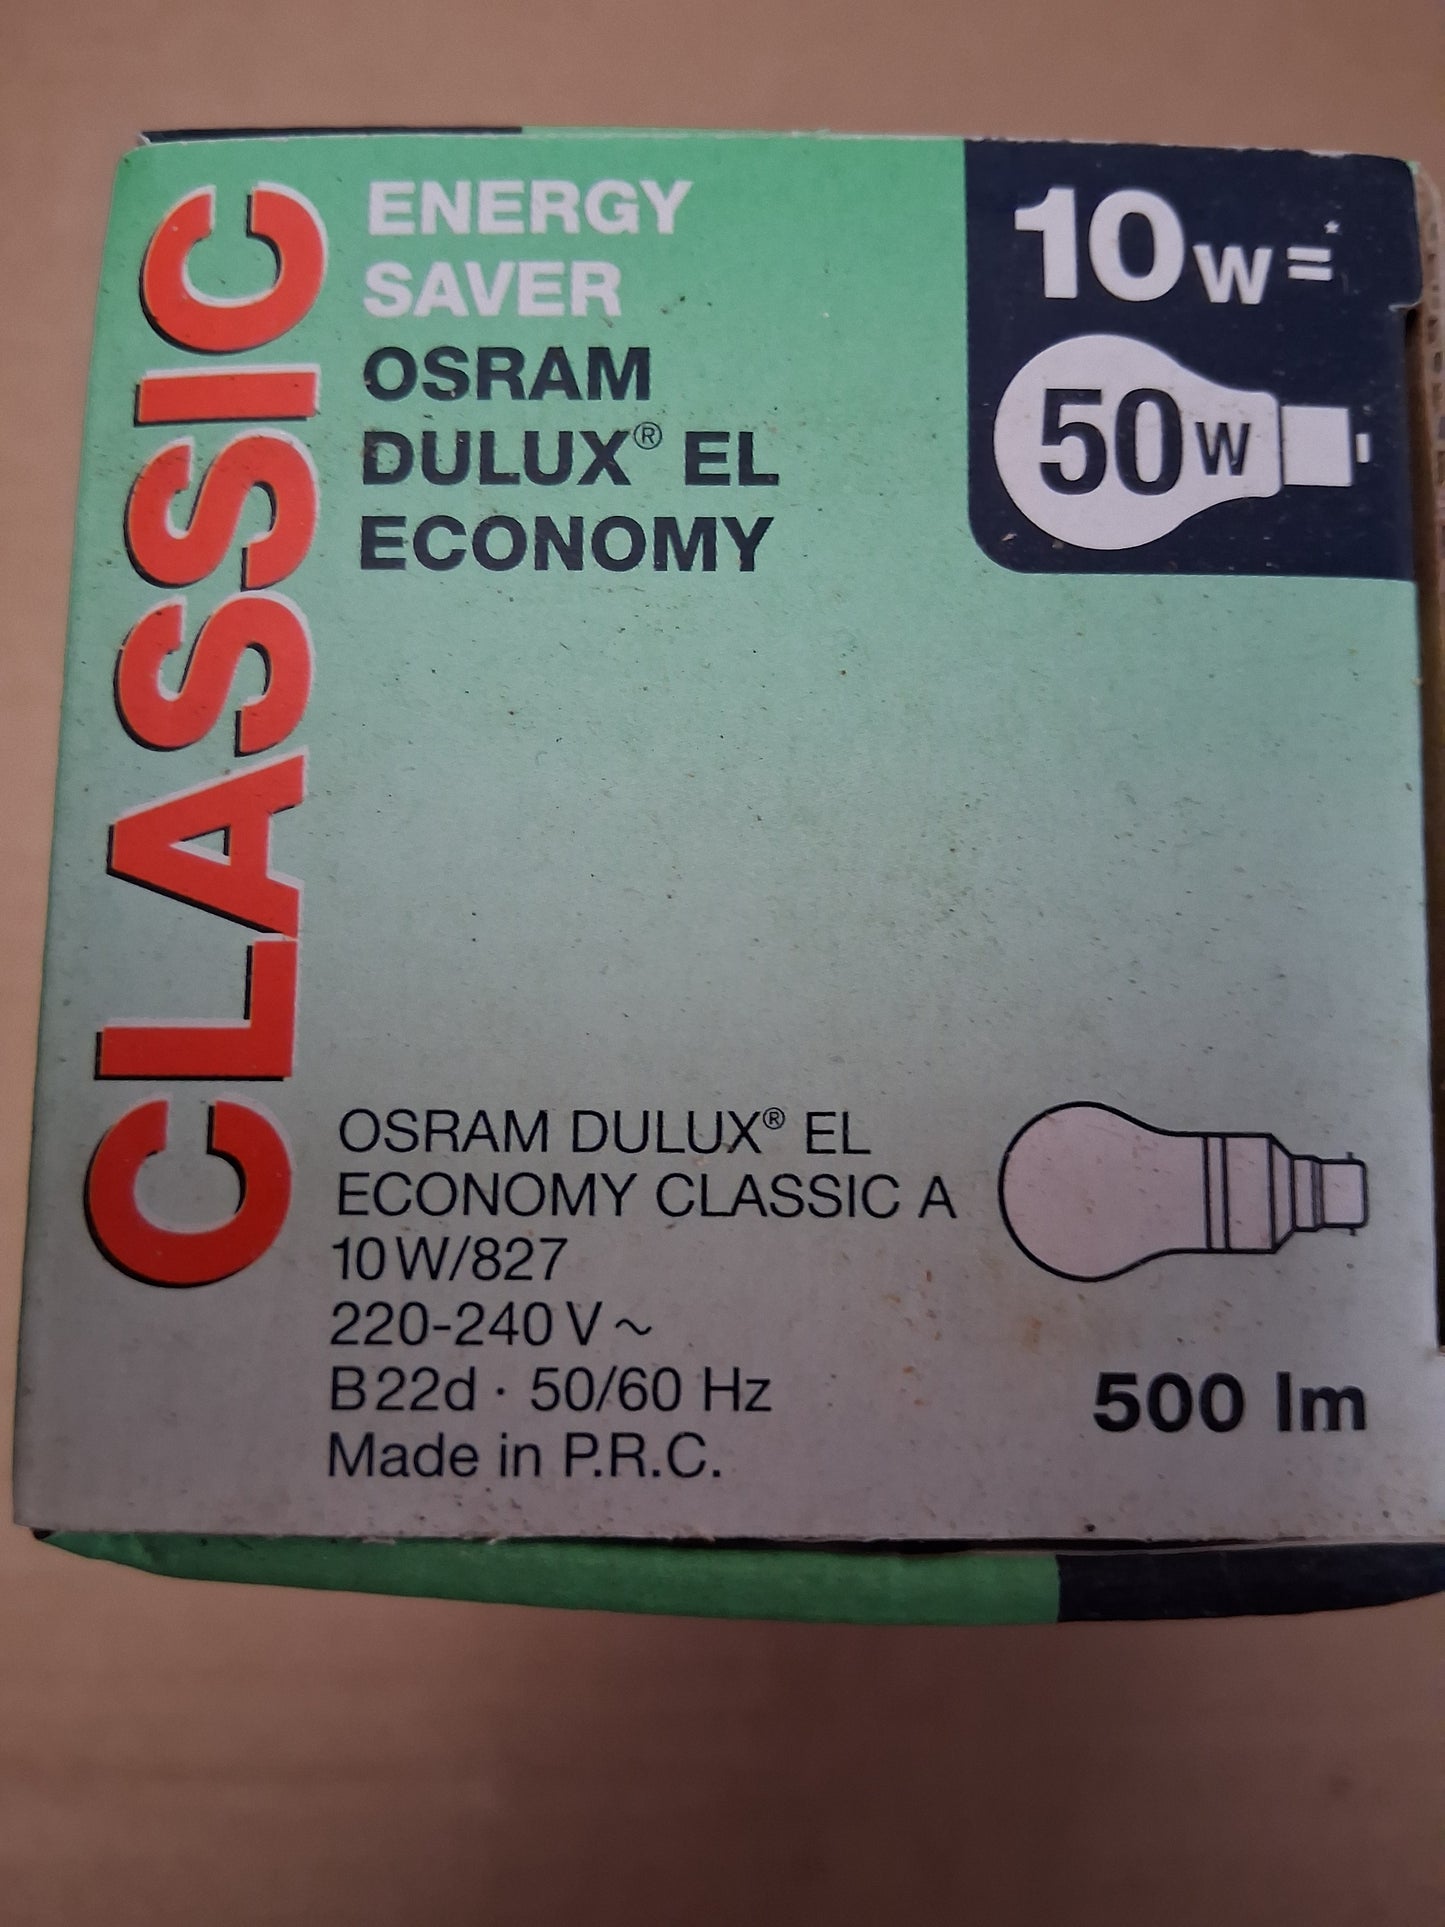 CLASSIC
ENERGY
SAVER
OSRAM
DULUX® EL
ECONOMY
10W=*
50W
OSRAM DULUX® EL
ECONOMY CLASSIC A
10W/827
220-240V~
B22d · 50/60 Hz
Made in P.R.C.
500 lm